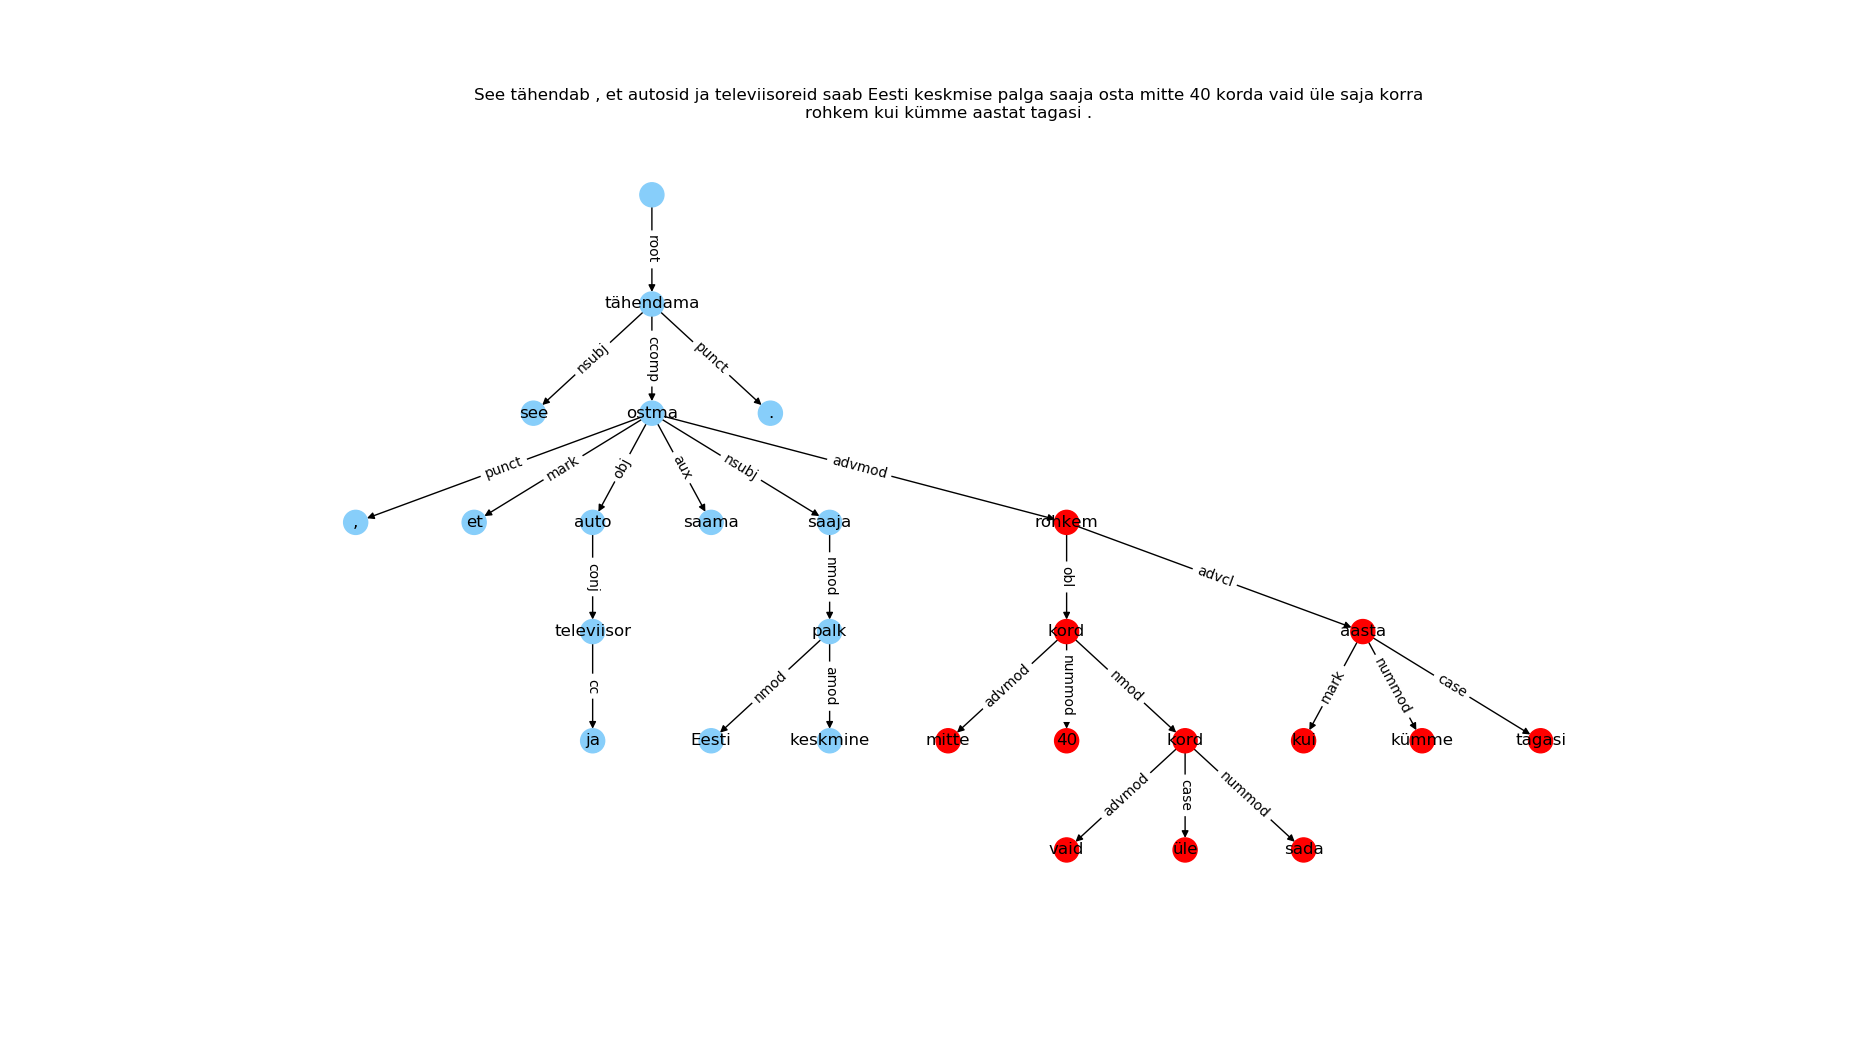 See tähendab , et autosid ja televiisoreid saab Eesti keskmise palga saaja osta mitte 40 korda vaid üle saja korra
rohkem kui kümme aastat tagasi .
root
tähendama
nsubj ccomp punct
see ostma .
punct mark obj aux nsubj advmod
, et auto saama saaja rohkem
conj nmod obl advcl
televiisor palk kord aasta
cc nmod amod advmod nummod nmod mark nummod case
ja Eesti keskmine mitte 40 kord kui kümme tagasi
advmod case nummod
vaid üle sada